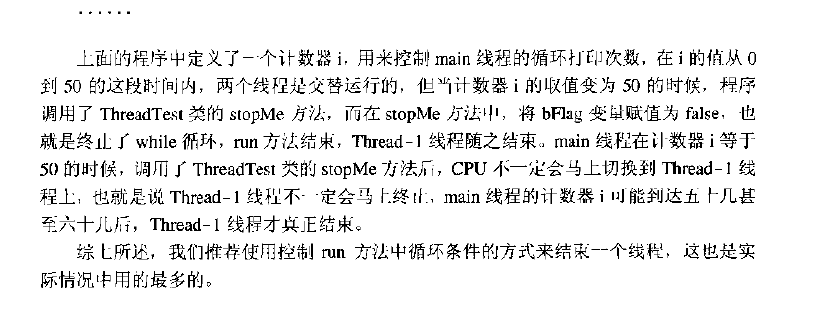 ……
上面的程序中定义了一个计数器 i，用来控制 main 线程的循环打印次数，在 i 的值从 0
到 50 的这段时间内，两个线程是交替运行的，但当计数器 i 的取值变为 50 的时候，程序
调用了 ThreadTest 类的 stopMe 方法，而在 stopMe 方法中，将 bFlag 变量赋值为 false，也
就是终止了 while 循环，run 方法结束，Thread-1 线程随之结束。main 线程在计数器 i 等于
50 的时候，调用了 ThreadTest 类的 stopMe 方法后，CPU 不一定会马上切换到 Thread-1 线
程上，也就是说 Thread-1 线程不一定会马上终止，main 线程的计数器 i 可能到达五十几甚
至六十几后，Thread-1 线程才真正结束。
综上所述，我们推荐使用控制 run 方法中循环条件的方式来结束一个线程，这也是实
际情况中用的最多的。